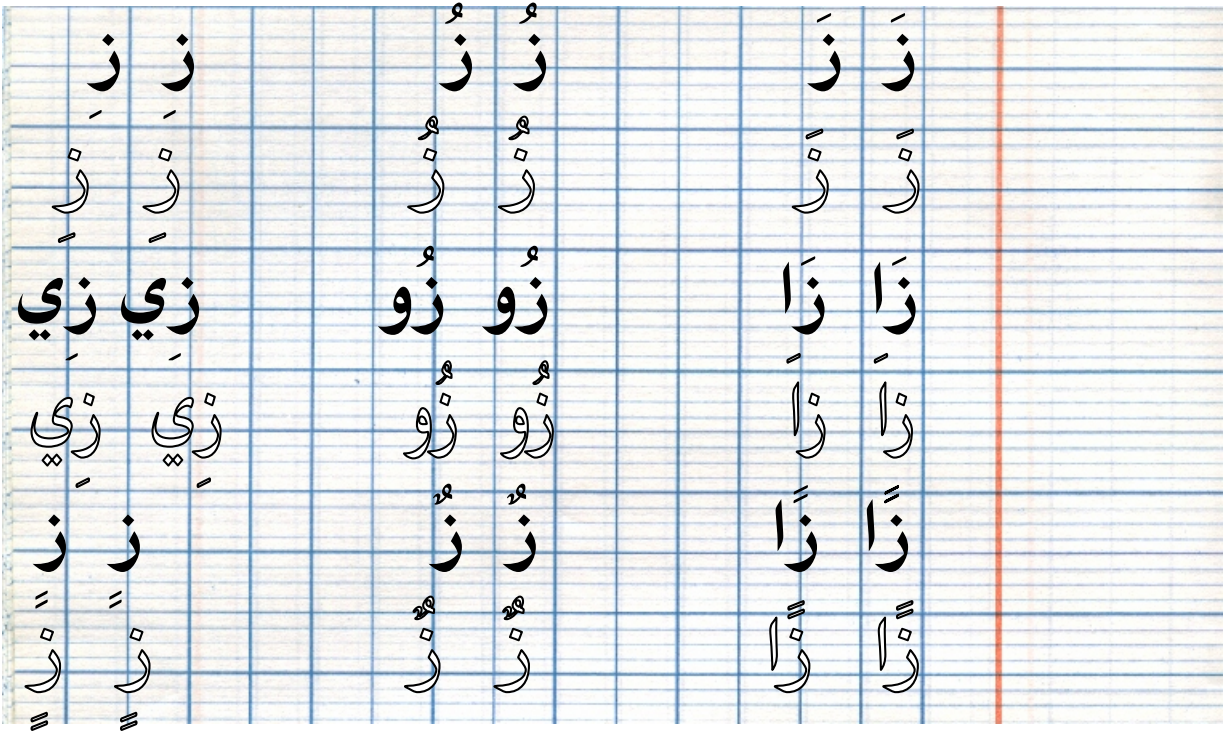 زَ زَ زُ زُ زِ زِ
زَ زَ زُ زُ زِ زِ
زَا زَا زُو زُو زِي زِي
زَا زَا زُو زُو زِي زِي
زًا زًا زٌ زٌ زٍ زٍ
زًا زًا زٌ زٌ زٍ زٍ